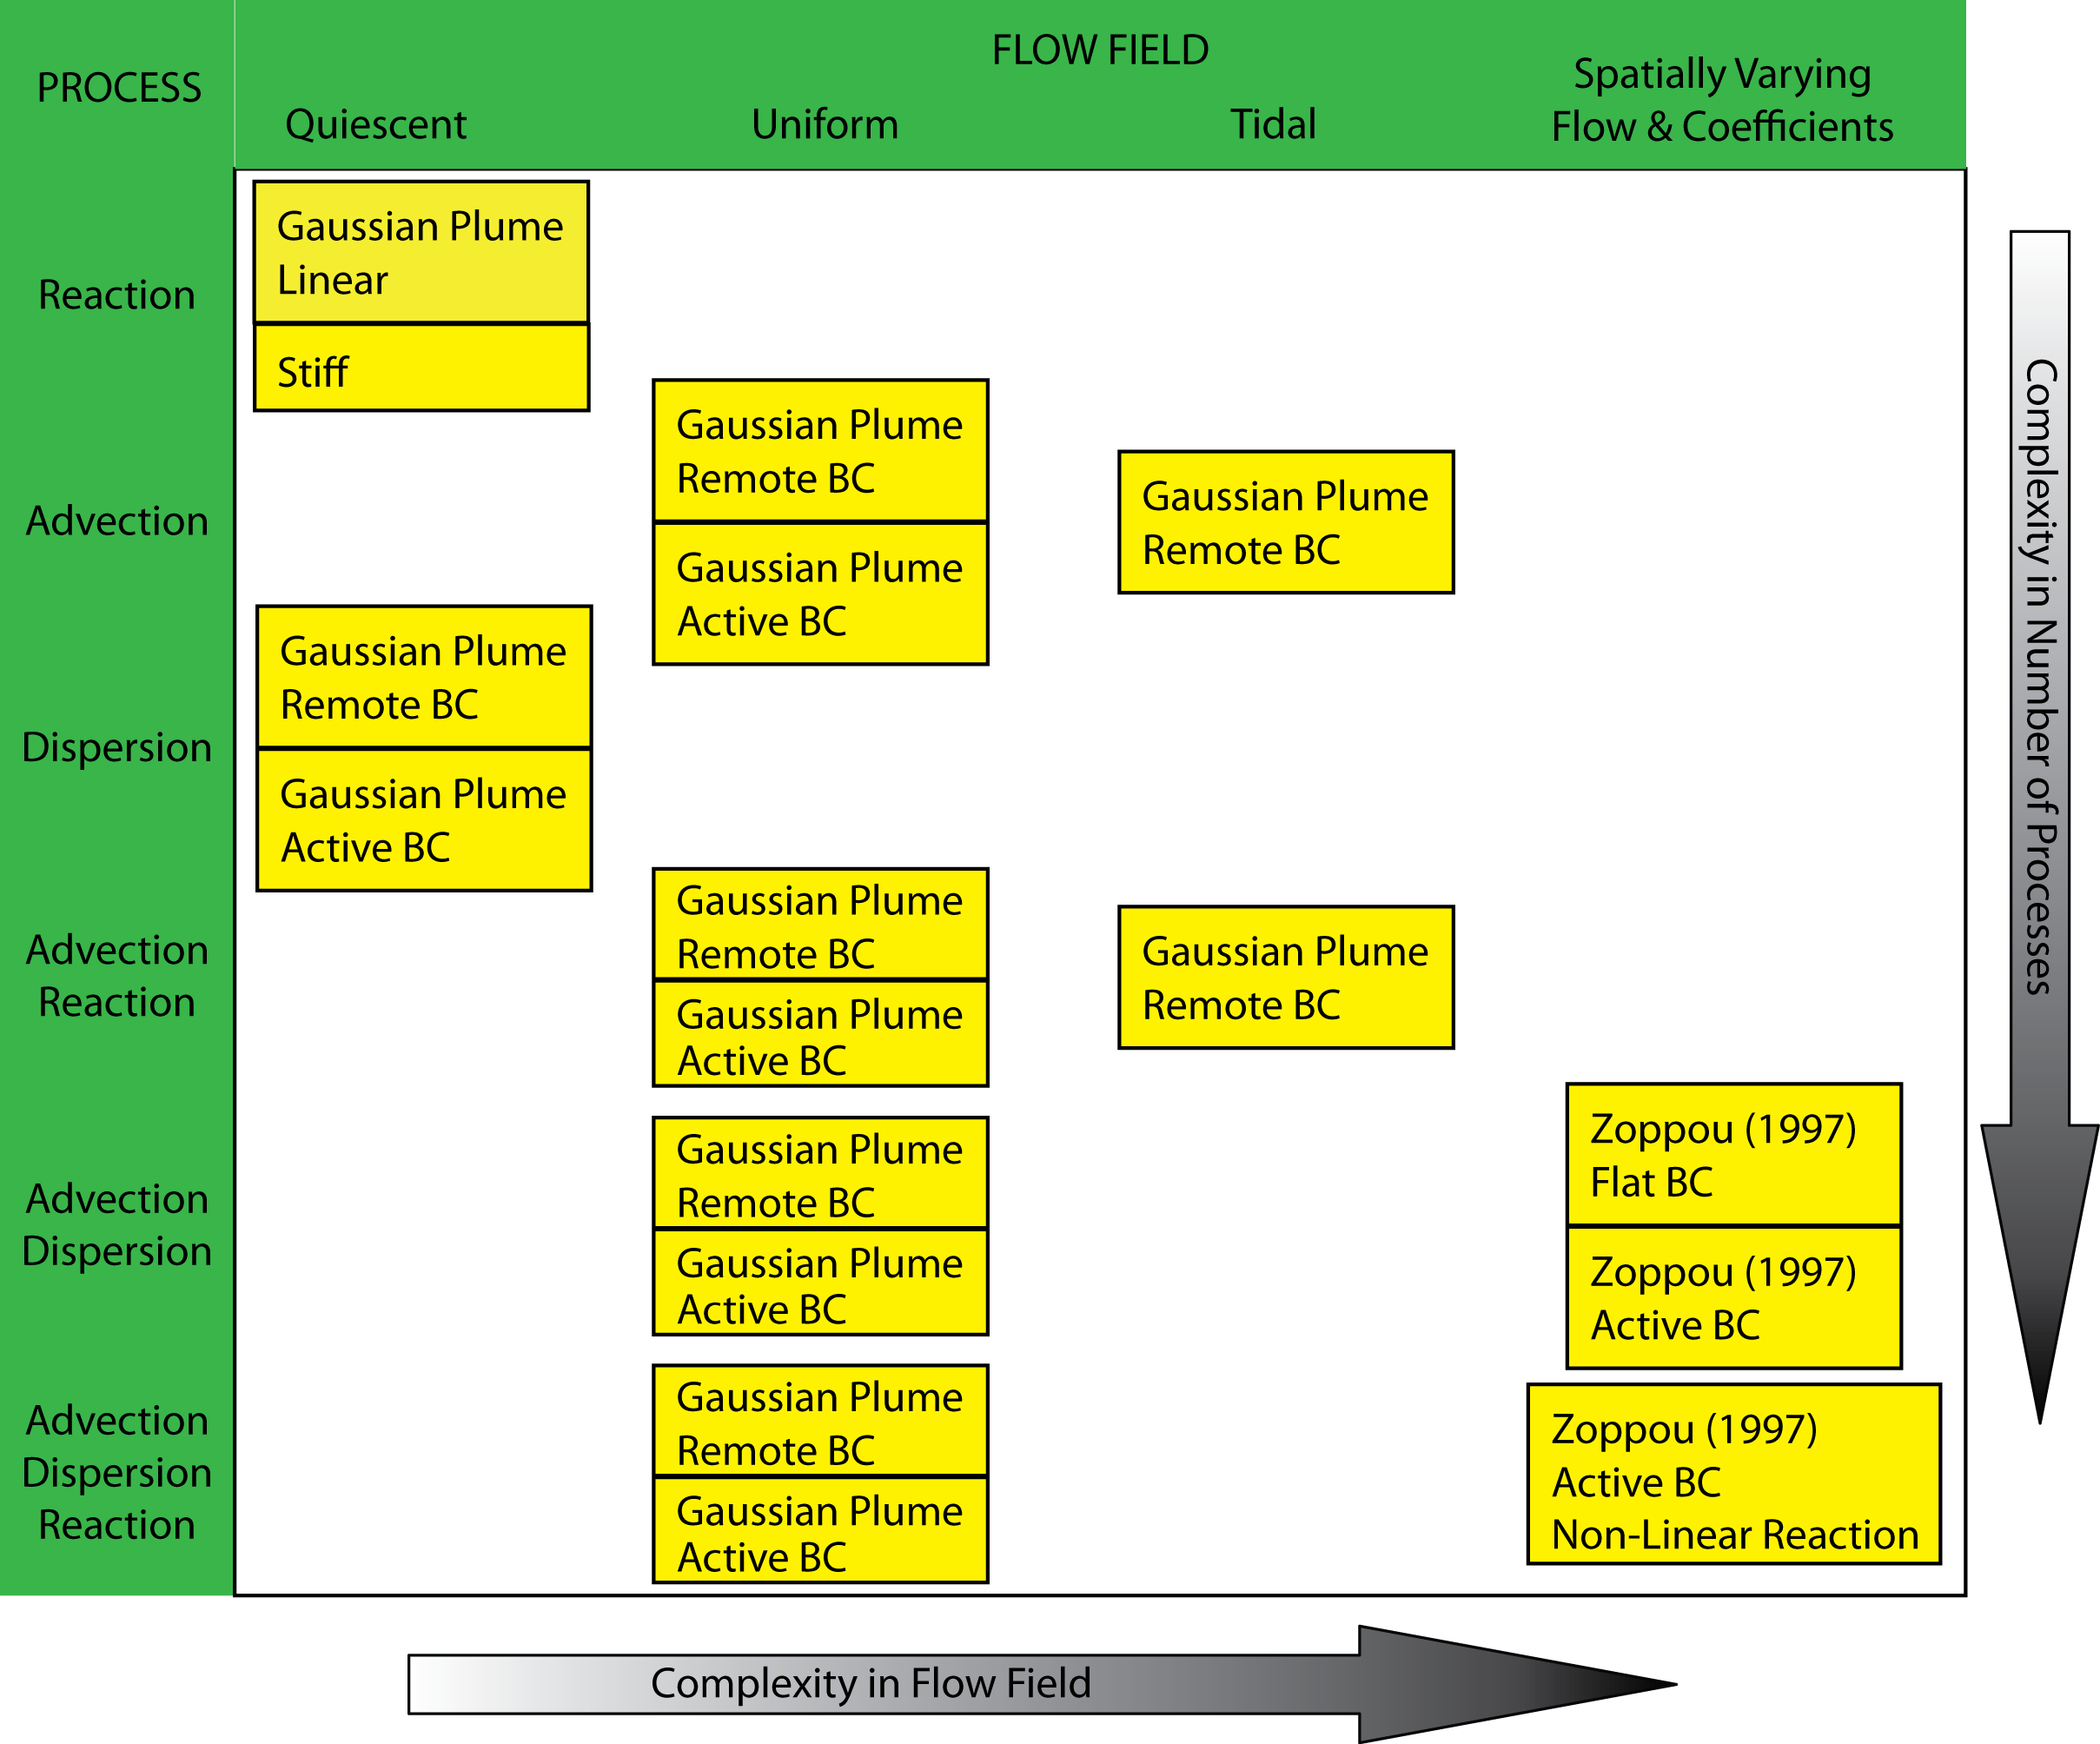 PROCESS
FLOW FIELD
Quiescent
Uniform
Tidal
Spatially Varying
Flow & Coefficients
Reaction
Gaussian Plume
Linear
Stiff
Advection
Gaussian Plume
Remote BC
Gaussian Plume
Active BC
Gaussian Plume
Remote BC
Dispersion
Gaussian Plume
Remote BC
Gaussian Plume
Active BC
Advection
Reaction
Gaussian Plume
Remote BC
Gaussian Plume
Active BC
Gaussian Plume
Remote BC
Advection
Dispersion
Gaussian Plume
Remote BC
Gaussian Plume
Active BC
Zoppou (1997)
Flat BC
Zoppou (1997)
Active BC
Advection
Dispersion
Reaction
Gaussian Plume
Remote BC
Gaussian Plume
Active BC
Zoppou (1997)
Active BC
Non-Linear Reaction
Complexity in Number of Processes
Complexity in Flow Field